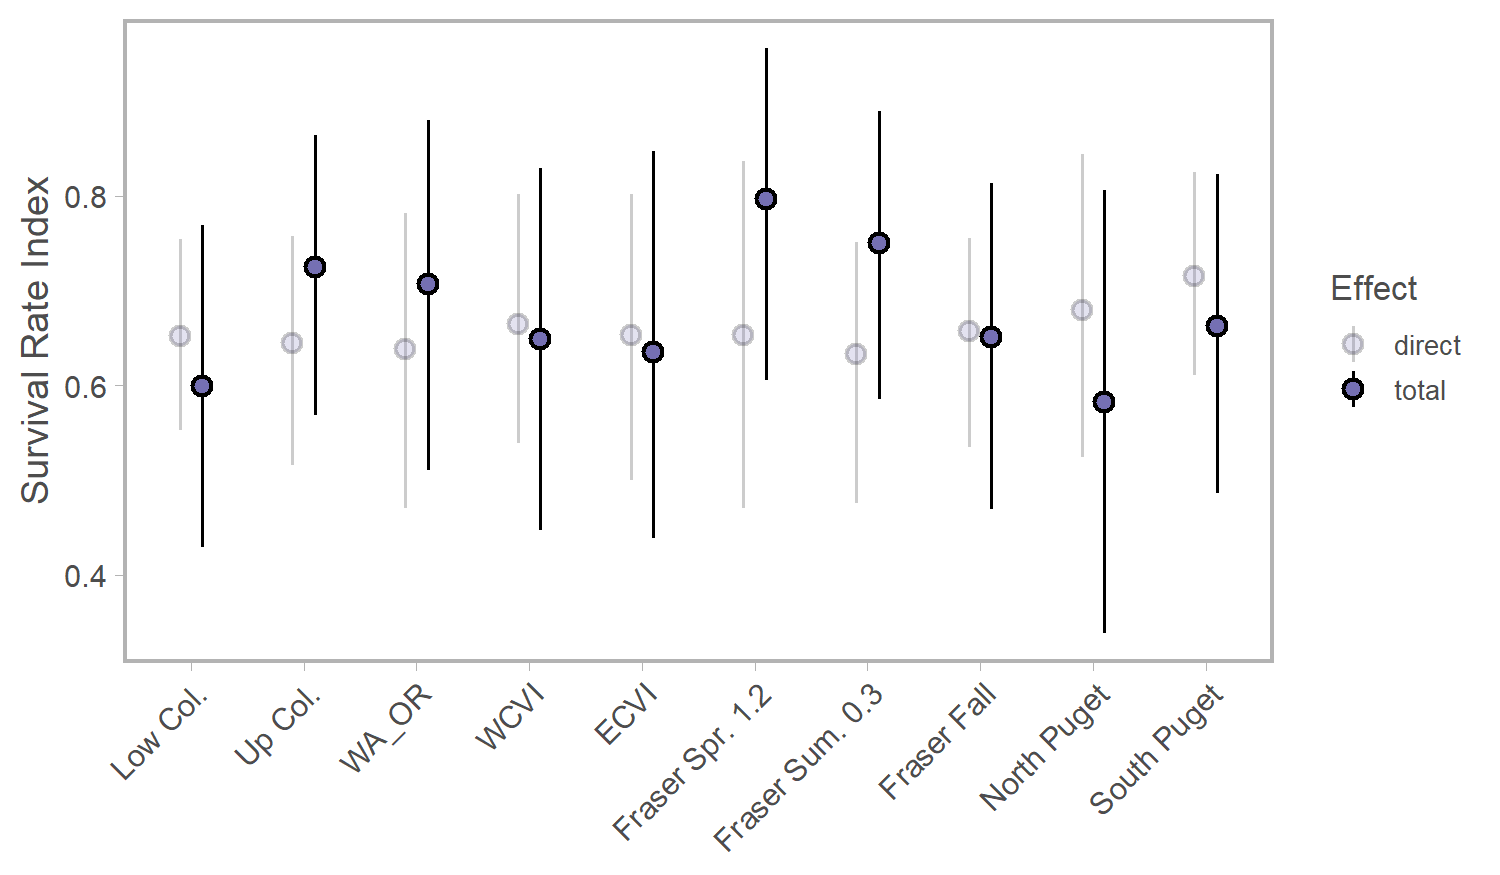 Survival Rate Index
0.8
0.6
0.4
Low Col.
Up Col.
WA_OR
WCVI
ECVI
Fraser Spr. 1.2
Fraser Sum. 0.3
Fraser Fall
North Puget
South Puget
Effect
direct
total